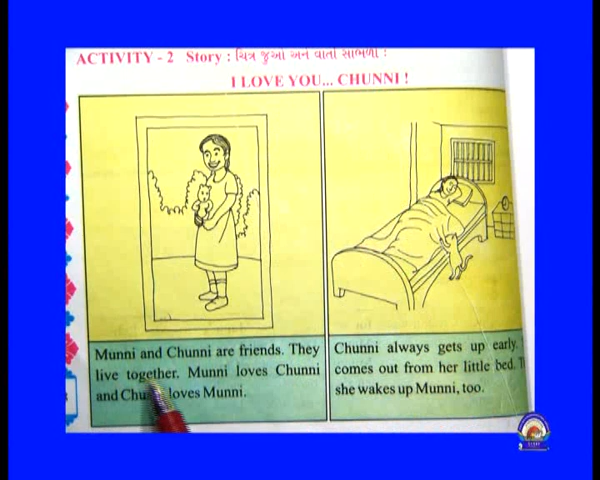 ACTIVITY - 2 Story : ચિત્ર જુઓ અને વાર્તા સાંભળો :
I LOVE YOU... CHUNNI !
Munni and Chunni are friends. They
live together. Munni loves Chunni
and Chu loves Munni.
Chunni always gets up early.
comes out from her little bed.
she wakes up Munni, too.